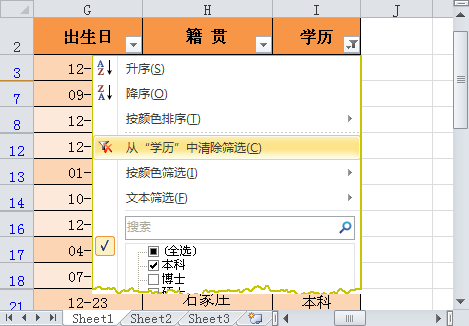 G H I J
2 出生日 籍 贯 学历
3 12-
升序(S)
7 09-
降序(O)
8 12-
按颜色排序(T)
12 12-
从“学历”中清除筛选(C)
13 01-
按颜色筛选(I)
14 10-
文本筛选(F)
16 12-
搜索
17 04-
(全选)
本科
18 07-
博士
21 12-23 石家庄 本科
Sheet1 Sheet2 Sheet3